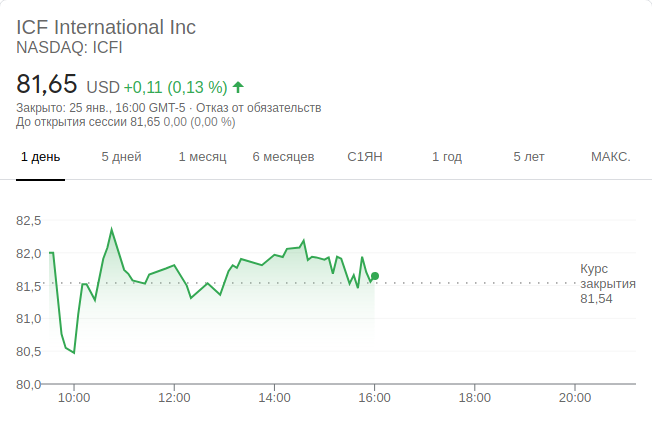 ICF International Inc
NASDAQ: ICFI
81,65 USD +0,11 (0,13 %)
Закрыто: 25 янв., 16:00 GMT-5 · Отказ от обязательств
До открытия сессии 81,65 0,00 (0,00 %)
1 день 5 дней 1 месяц 6 месяцев С1ЯН 1 год 5 лет МАКС.
82,5
82,0
Курс
81,5 закрытия
81,54
81,0
80,5
80,0
10:00 12:00 14:00 16:00 18:00 20:00